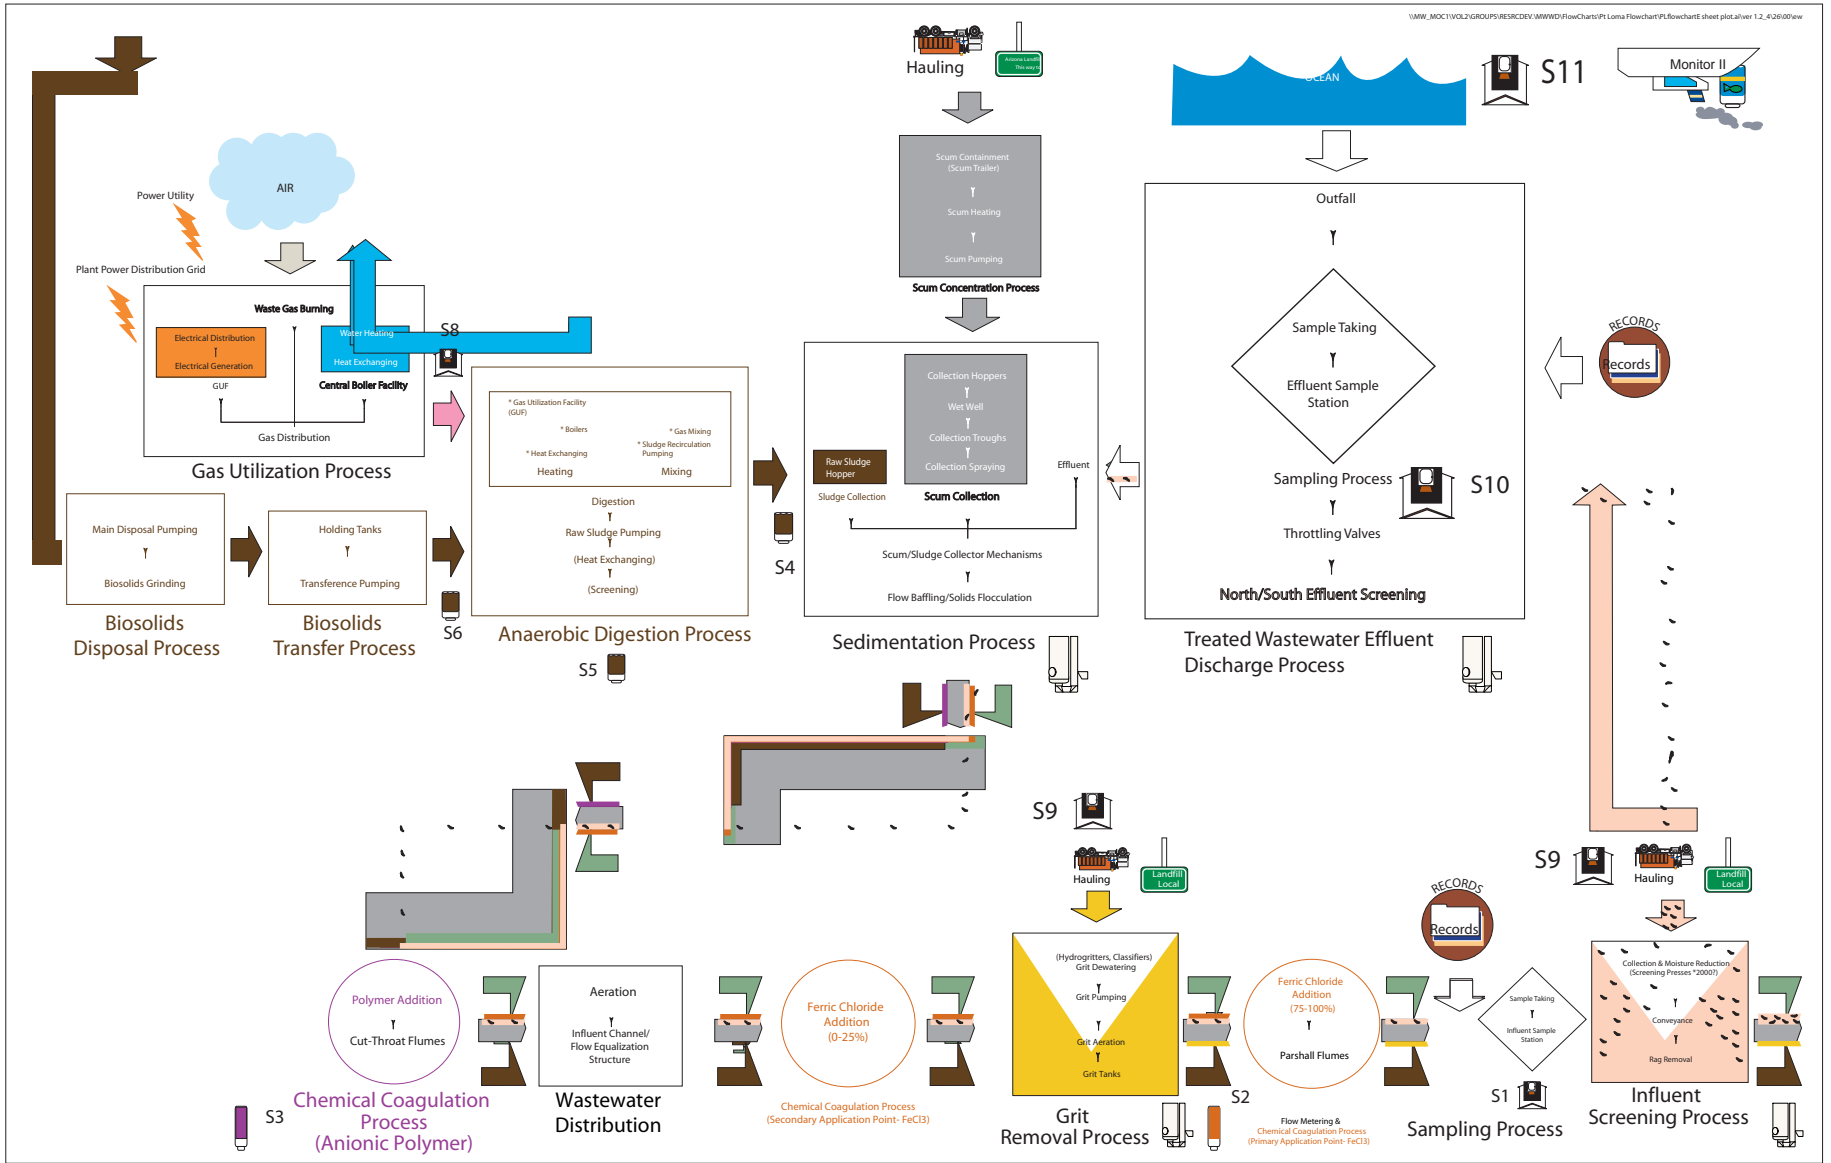 \\MW_MOC1\VOL2\GROUPS\RESRCDEV.\MWWD\FlowCharts\Pt Loma Flowchart\PLflowchartE sheet plot.ai\ver 1.2_4\26\00\ew
Hauling
Arizona Landfill
This way to
OCEAN
S11
Monitor II
AIR
Power Utility
Plant Power Distribution Grid
Waste Gas Burning
Electrical Distribution
Electrical Generation
GUF
Water Heating
Heat Exchanging
Central Boiler Facility
Gas Distribution
Gas Utilization Process
S8
Scum Containment
(Scum Trailer)
Scum Heating
Scum Pumping
Scum Concentration Process
Outfall
Sample Taking
Effluent Sample
Station
Sampling Process
S10
Throttling Valves
North/South Effluent Screening
Treated Wastewater Effluent
Discharge Process
RECORDS
Records
Main Disposal Pumping
Biosolids Grinding
Biosolids
Disposal Process
Holding Tanks
Transference Pumping
Biosolids
Transfer Process
S6
* Gas Utilization Facility
(GUF)
* Boilers
* Heat Exchanging
Heating
* Gas Mixing
* Sludge Recirculation
Pumping
Mixing
Digestion
Raw Sludge Pumping
(Heat Exchanging)
(Screening)
Anaerobic Digestion Process
S5
S4
Raw Sludge
Hopper
Sludge Collection
Collection Hoppers
Wet Well
Collection Troughs
Collection Spraying
Scum Collection
Effluent
Scum/Sludge Collector Mechanisms
Flow Baffling/Solids Flocculation
Sedimentation Process
S9
Hauling
Landfill
Local
S9
Hauling
Landfill
Local
RECORDS
Records
Polymer Addition
Cut-Throat Flumes
Chemical Coagulation
Process
(Anionic Polymer)
S3
Aeration
Influent Channel/
Flow Equalization
Structure
Wastewater
Distribution
Ferric Chloride
Addition
(0-25%)
Chemical Coagulation Process
(Secondary Application Point- FeCl3)
(Hydrogritters, Classifiers)
Grit Dewatering
Grit Pumping
Grit Aeration
Grit Tanks
Grit
Removal Process
S2
Ferric Chloride
Addition
(75-100%)
Parshall Flumes
Flow Metering &
Chemical Coagulation Process
(Primary Application Point- FeCl3)
Sample Taking
Influent Sample
Station
S1
Sampling Process
Collection & Moisture Reduction
(Screening Presses *2000?)
Conveyance
Rag Removal
Influent
Screening Process